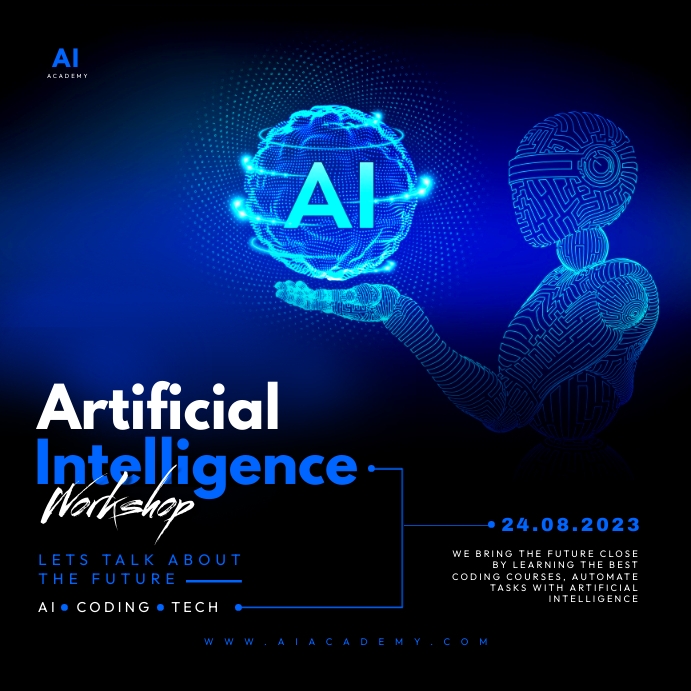 AI
ACADEMY
AI
Artificial
Intelligence
Workshop
LETS TALK ABOUT
THE FUTURE
AI • CODING • TECH
24.08.2023
WE BRING THE FUTURE CLOSE
BY LEARNING THE BEST
CODING COURSES, AUTOMATE
TASKS WITH ARTIFICIAL
INTELLIGENCE
WWW.AIACADEMY.COM